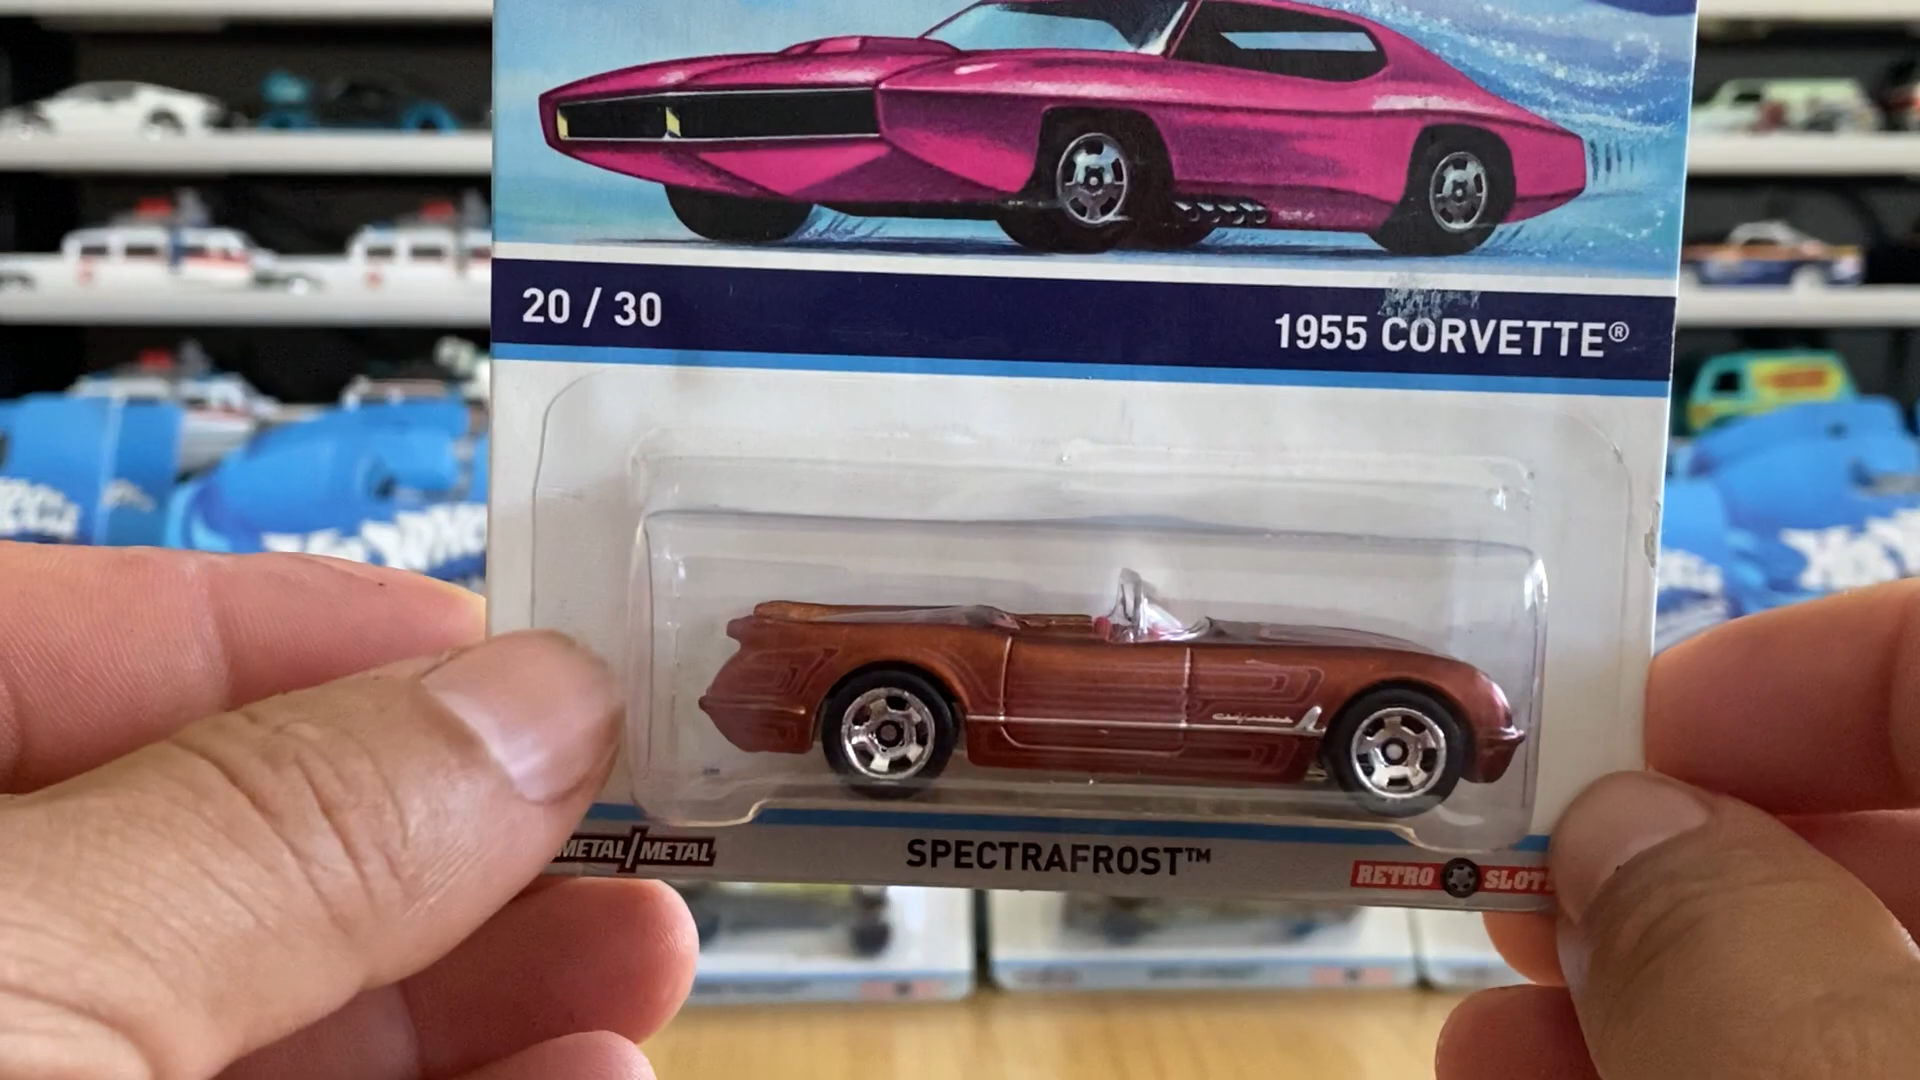 20 / 30
1955 CORVETTE®
METAL/METAL
SPECTRAFROST™
RETRO SLOT